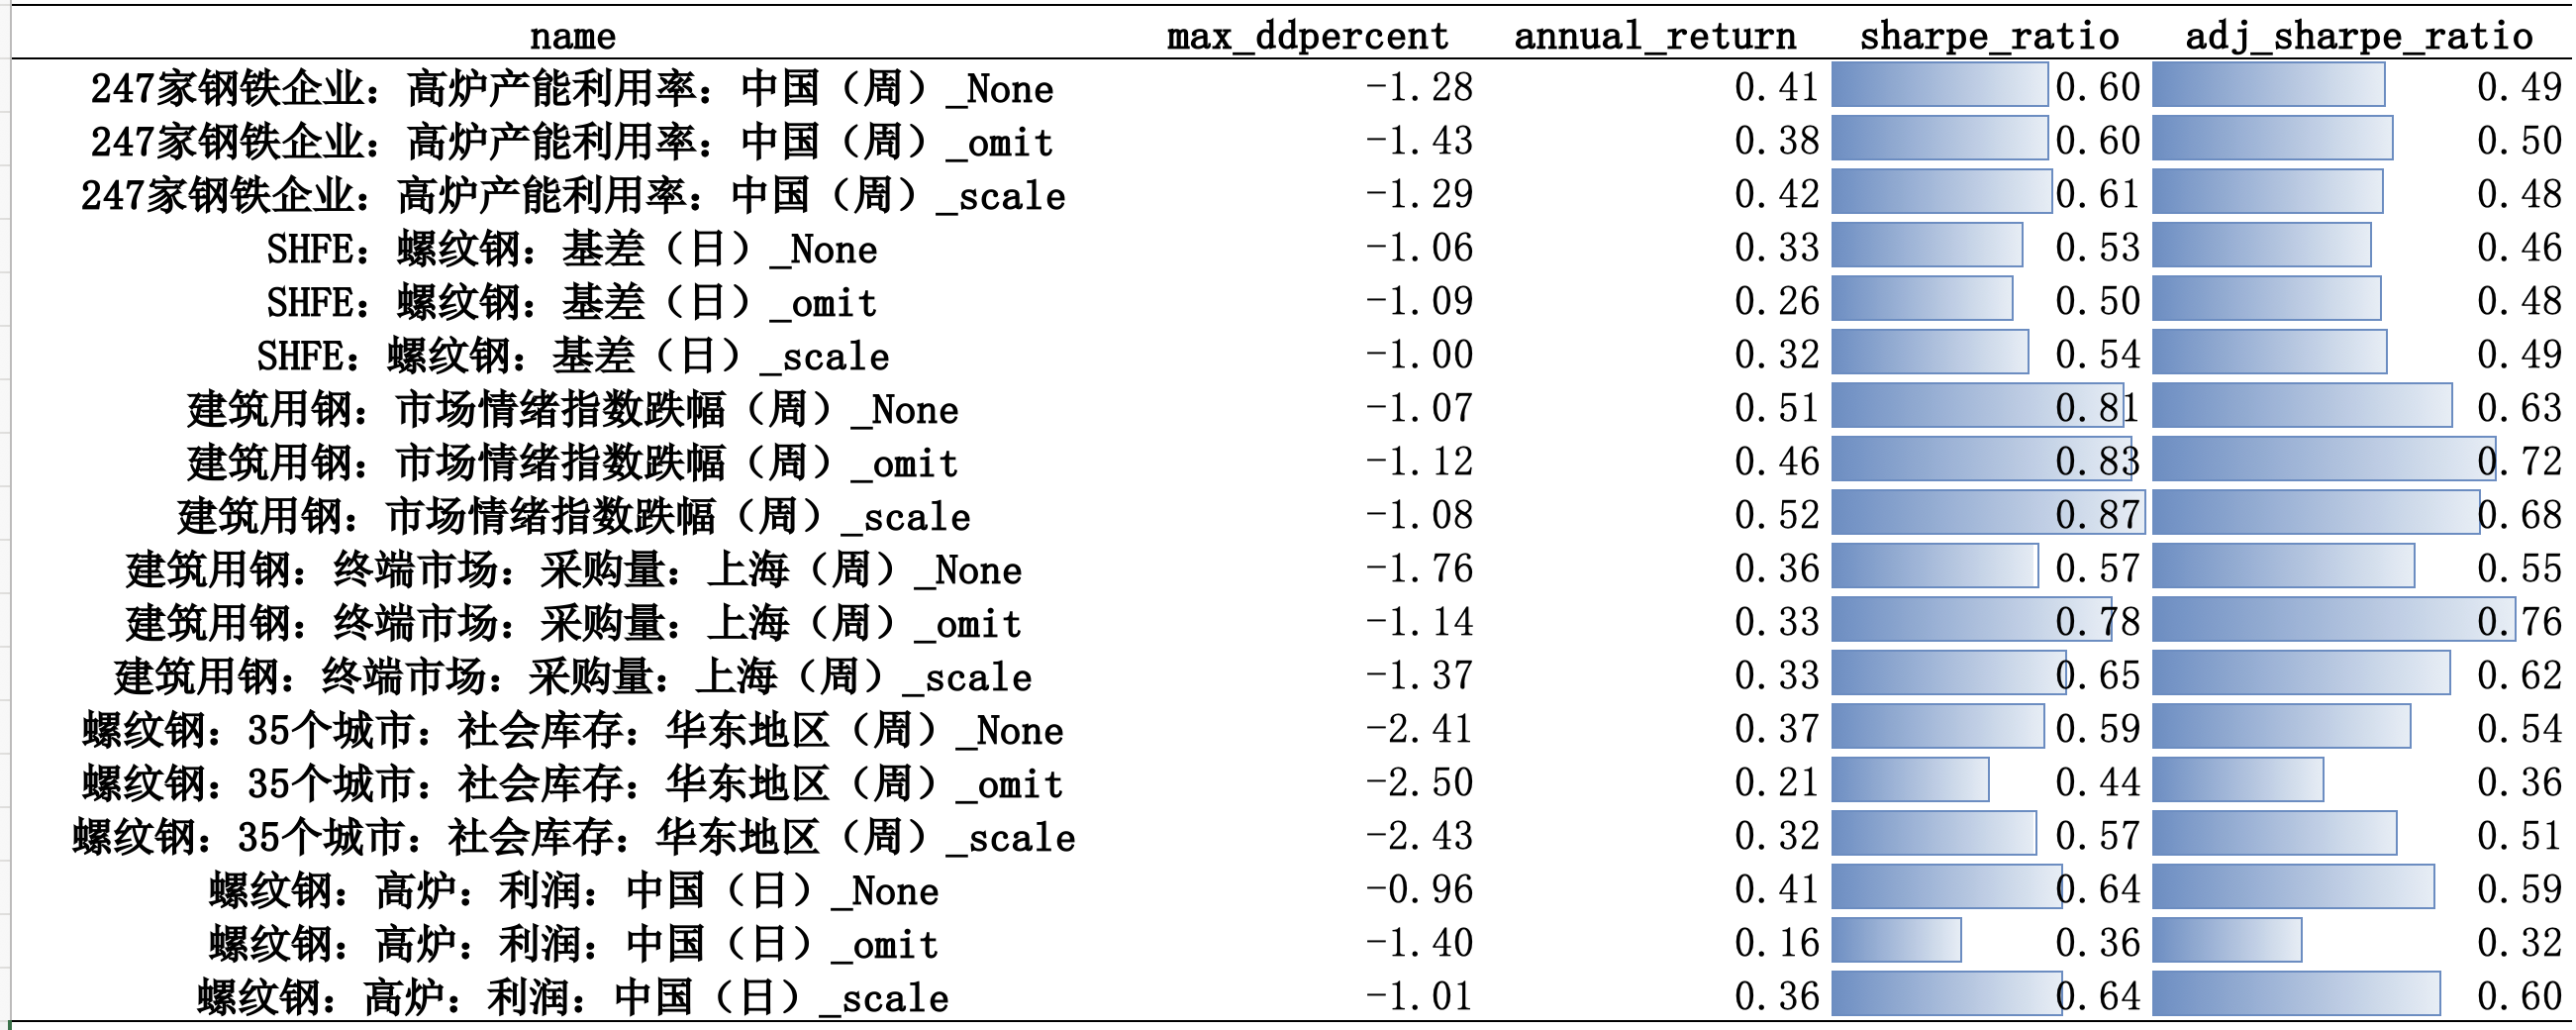 name max_ddpercent annual_return sharpe_ratio adj_sharpe_ratio
247家钢铁企业：高炉产能利用率：中国（周）_None -1.28 0.41 0.60 0.49
247家钢铁企业：高炉产能利用率：中国（周）_omit -1.43 0.38 0.60 0.50
247家钢铁企业：高炉产能利用率：中国（周）_scale -1.29 0.42 0.61 0.48
SHFE：螺纹钢：基差（日）_None -1.06 0.33 0.53 0.46
SHFE：螺纹钢：基差（日）_omit -1.09 0.26 0.50 0.48
SHFE：螺纹钢：基差（日）_scale -1.00 0.32 0.54 0.49
建筑用钢：市场情绪指数跌幅（周）_None -1.07 0.51 0.81 0.63
建筑用钢：市场情绪指数跌幅（周）_omit -1.12 0.46 0.83 0.72
建筑用钢：市场情绪指数跌幅（周）_scale -1.08 0.52 0.87 0.68
建筑用钢：终端市场：采购量：上海（周）_None -1.76 0.36 0.57 0.55
建筑用钢：终端市场：采购量：上海（周）_omit -1.14 0.33 0.78 0.76
建筑用钢：终端市场：采购量：上海（周）_scale -1.37 0.33 0.65 0.62
螺纹钢：35个城市：社会库存：华东地区（周）_None -2.41 0.37 0.59 0.54
螺纹钢：35个城市：社会库存：华东地区（周）_omit -2.50 0.21 0.44 0.36
螺纹钢：35个城市：社会库存：华东地区（周）_scale -2.43 0.32 0.57 0.51
螺纹钢：高炉：利润：中国（日）_None -0.96 0.41 0.64 0.59
螺纹钢：高炉：利润：中国（日）_omit -1.40 0.16 0.36 0.32
螺纹钢：高炉：利润：中国（日）_scale -1.01 0.36 0.64 0.60